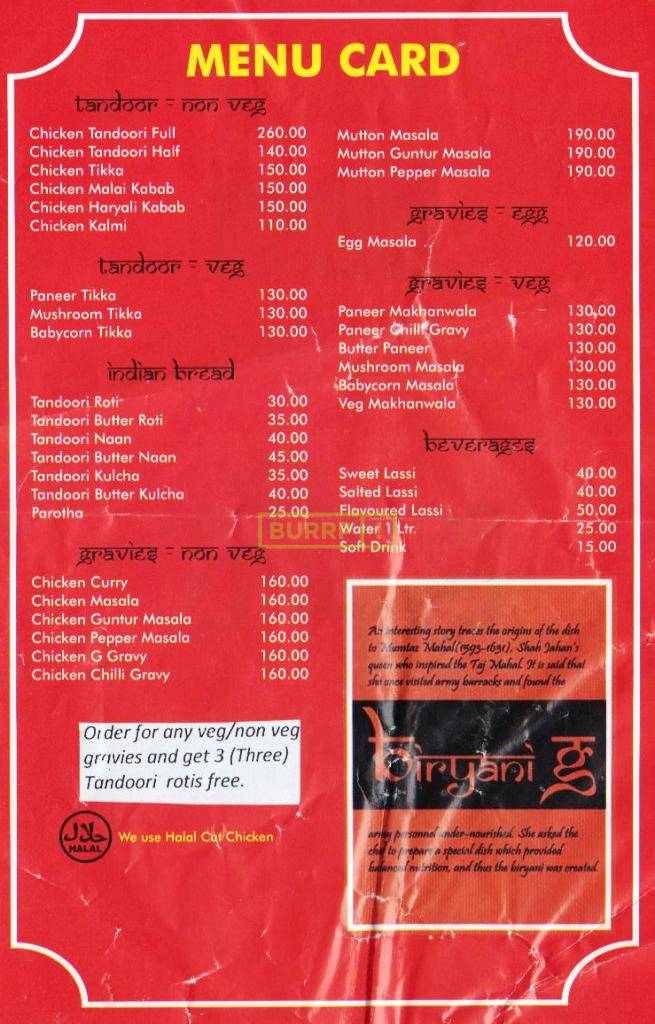 MENU CARD
tandoor - non veg
Chicken Tandoori Full 260.00
Chicken Tandoori Half 140.00
Chicken Tikka 150.00
Chicken Malai Kabab 150.00
Chicken Haryali Kabab 150.00
Chicken Kalmi 110.00
tandoor - veg
Paneer Tikka 130.00
Mushroom Tikka 130.00
Babycorn Tikka 130.00
indian bread
Tandoori Roti 30.00
Tandoori Butter Roti 35.00
Tandoori Naan 40.00
Tandoori Butter Naan 45.00
Tandoori Kulcha 35.00
Tandoori Butter Kulcha 40.00
Parotha 25.00
gravies - non veg
Chicken Curry 160.00
Chicken Masala 160.00
Chicken Guntur Masala 160.00
Chicken Pepper Masala 160.00
Chicken G Gravy 160.00
Chicken Chilli Gravy 160.00
Order for any veg/non veg
gravies and get 3 (Three)
Tandoori rotis free.
حلال
HALAL
We use Halal Cut Chicken
Mutton Masala 190.00
Mutton Guntur Masala 190.00
Mutton Pepper Masala 190.00
gravies - egg
Egg Masala 120.00
gravies - veg
Paneer Makhanwala 130.00
Paneer Chilli Gravy 130.00
Butter Paneer 130.00
Mushroom Masala 130.00
Babycorn Masala 130.00
Veg Makhanwala 130.00
beverages
Sweet Lassi 40.00
Salted Lassi 40.00
Flavoured Lassi 50.00
Water 1 Ltr. 25.00
Soft Drink 15.00
BURRP
An interesting story traces the origins of the dish
to Mumtaz Mahal(1593-1631), Shah Jahan's
queen who inspired the Taj Mahal. It is said that
she once visited army barracks and found the
biryani g
army personnel under-nourished. She asked the
chef to prepare a special dish which provided
balanced nutrition, and thus the biryani was created.